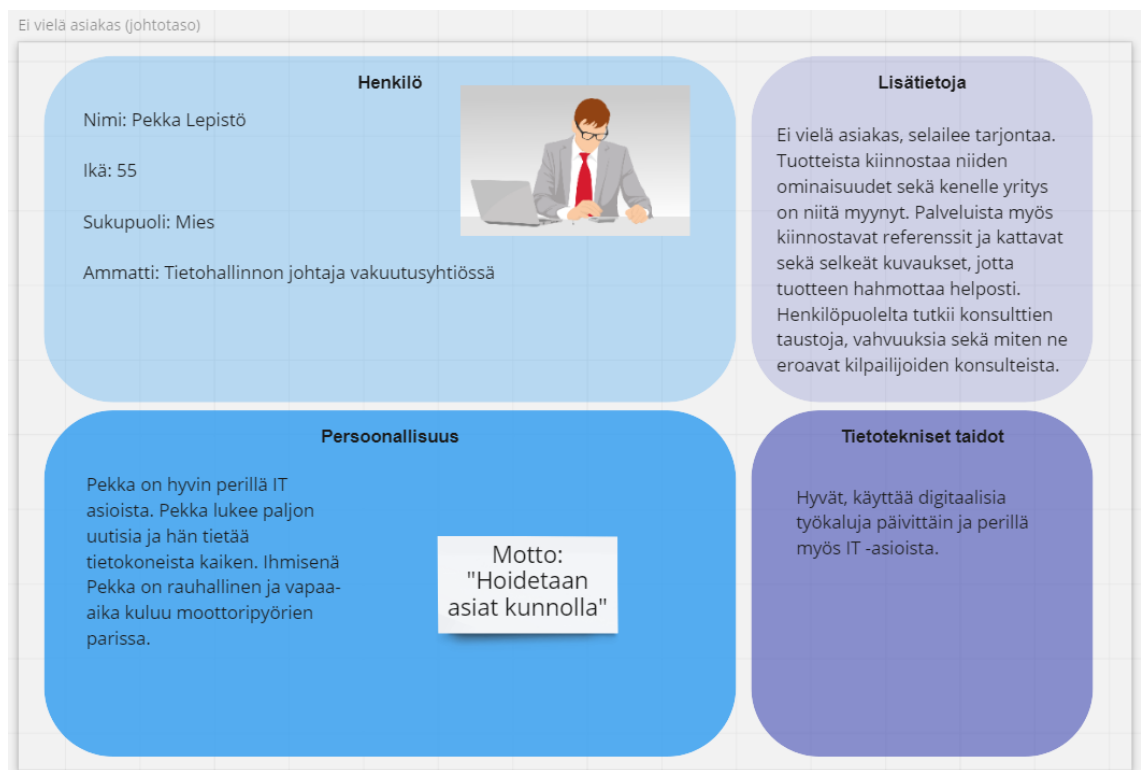 Ei vielä asiakas (johtotaso)
Henkilö
Nimi: Pekka Lepistö
Ikä: 55
Sukupuoli: Mies
Ammatti: Tietohallinnon johtaja vakuutusyhtiössä
Lisätietoja
Ei vielä asiakas, selailee tarjontaa.
Tuotteista kiinnostaa niiden
ominaisuudet sekä kenelle yritys
on niitä myynyt. Palveluista myös
kiinnostavat referenssit ja kattavat
sekä selkeät kuvaukset, jotta
tuotteen hahmottaa helposti.
Henkilöpuolelta tutkii konsulttien
taustoja, vahvuuksia sekä miten ne
eroavat kilpailijoiden konsulteista.
Persoonallisuus
Pekka on hyvin perillä IT
asioista. Pekka lukee paljon
uutisia ja hän tietää
tietokoneista kaiken. Ihmisenä
Pekka on rauhallinen ja vapaa-
aika kuluu moottoripyörien
parissa.
Motto:
"Hoidetaan
asiat kunnolla"
Tietotekniset taidot
Hyvät, käyttää digitaalisia
työkaluja päivittäin ja perillä
myös IT -asioista.